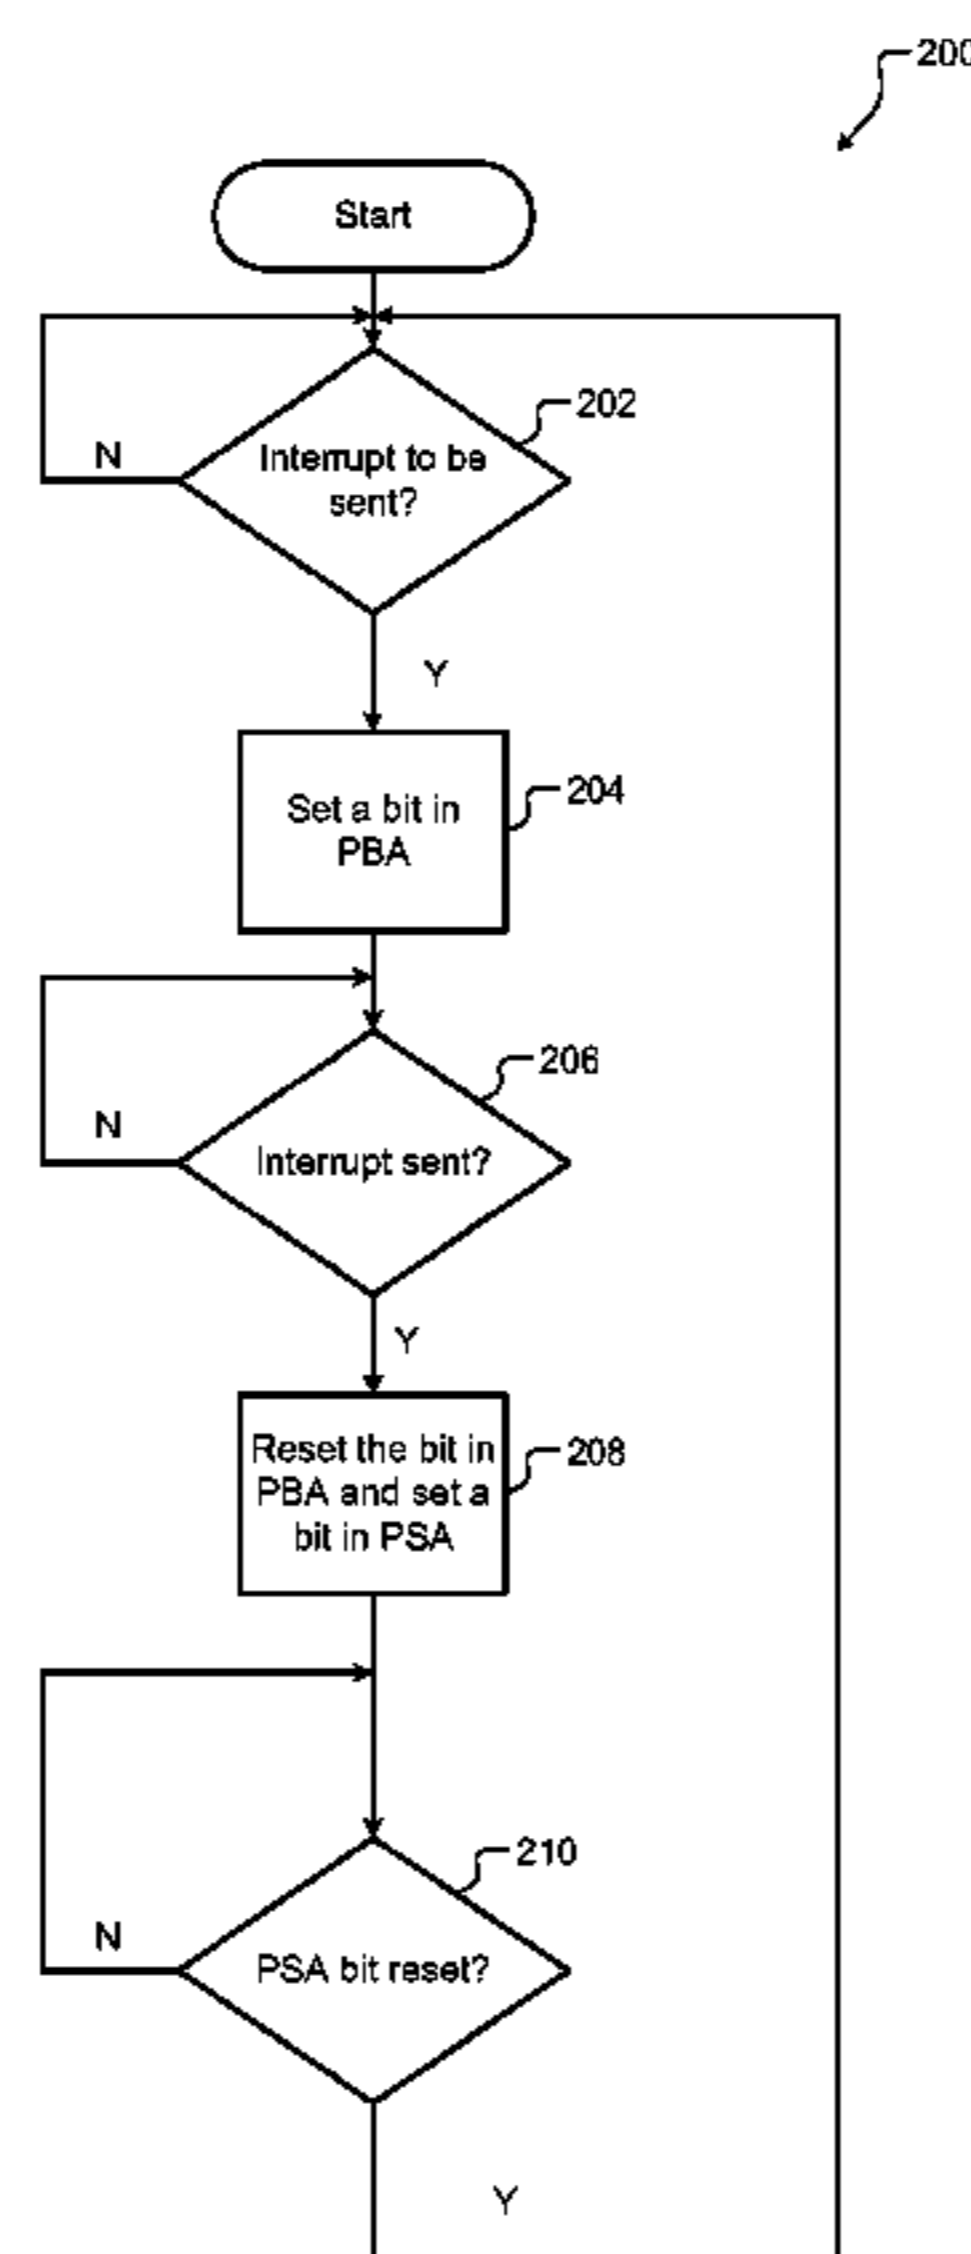 200
Start
202
N
Interrupt to be
sent?
Y
204
Set a bit in
PBA
206
N
Interrupt sent?
Y
Reset the bit in
208
PBA and set a
bit in PSA
210
N
PSA bit reset?
Y